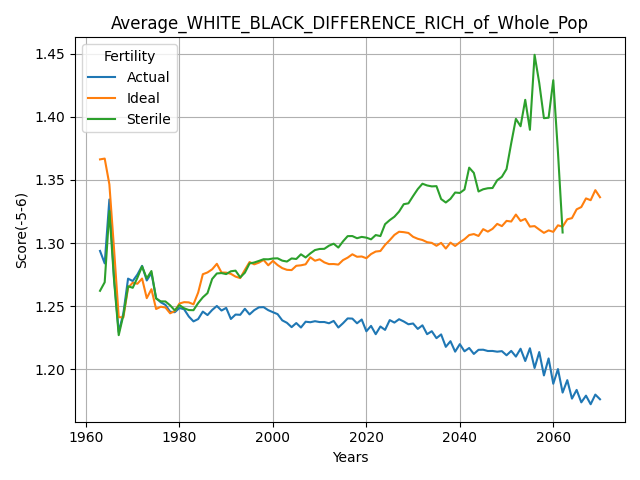 Average_WHITE_BLACK_DIFFERENCE_RICH_of_Whole_Pop
Fertility
Actual
Ideal
Sterile
Score(-5-6)
1.45
1.40
1.35
1.30
1.25
1.20
1960 1980 2000 2020 2040 2060
Years